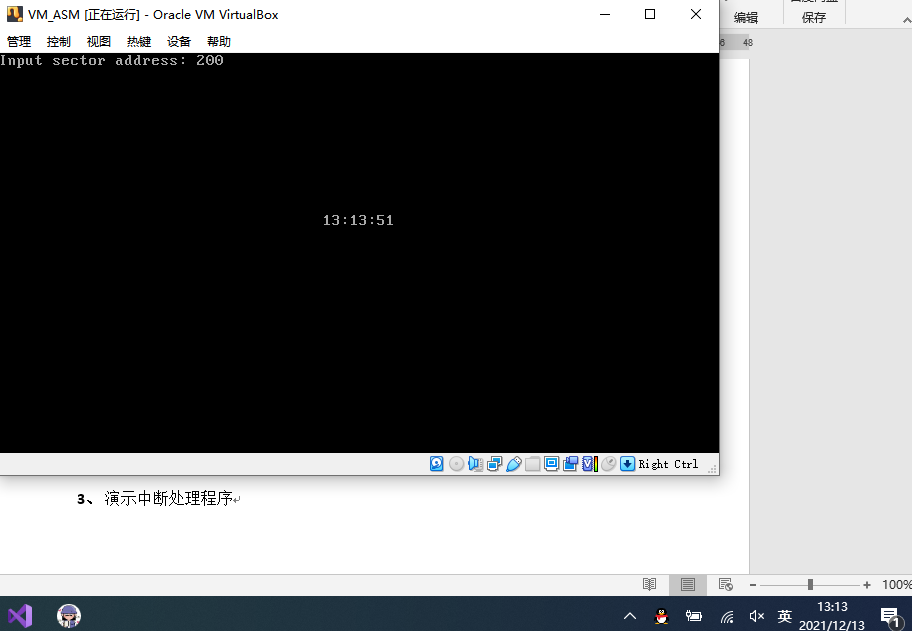 VM_ASM [正在运行] - Oracle VM VirtualBox
管理 控制 视图 热键 设备 帮助
编辑 保存
6 48
Input sector address: 200
13:13:51
Right Ctrl
3、 演示中断处理程序
100%
英
13:13
2021/12/13
1